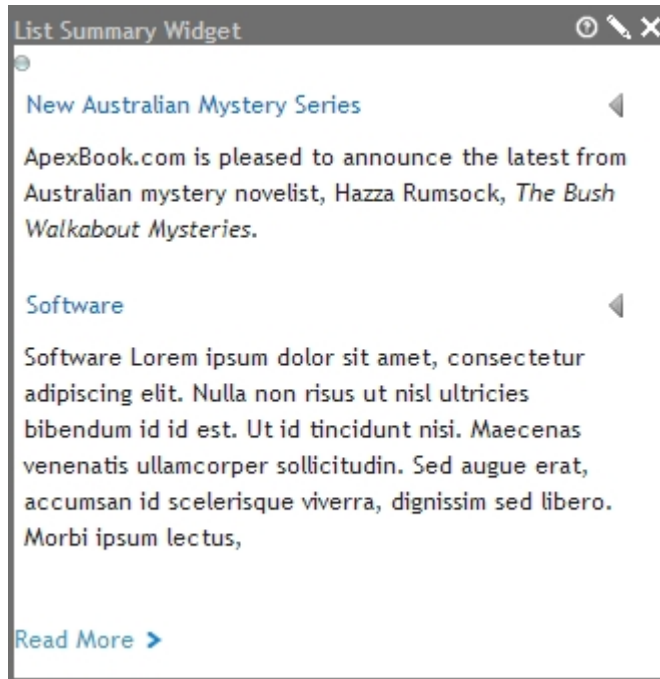 List Summary Widget
New Australian Mystery Series
ApexBook.com is pleased to announce the latest from
Australian mystery novelist, Hazza Rumsock, The Bush
Walkabout Mysteries.
Software
Software Lorem ipsum dolor sit amet, consectetur
adipiscing elit. Nulla non risus ut nisl ultricies
bibendum id id est. Ut id tincidunt nisi. Maecenas
venenatis ullamcorper sollicitudin. Sed augue erat,
accumsan id scelerisque viverra, dignissim sed libero.
Morbi ipsum lectus,
Read More >